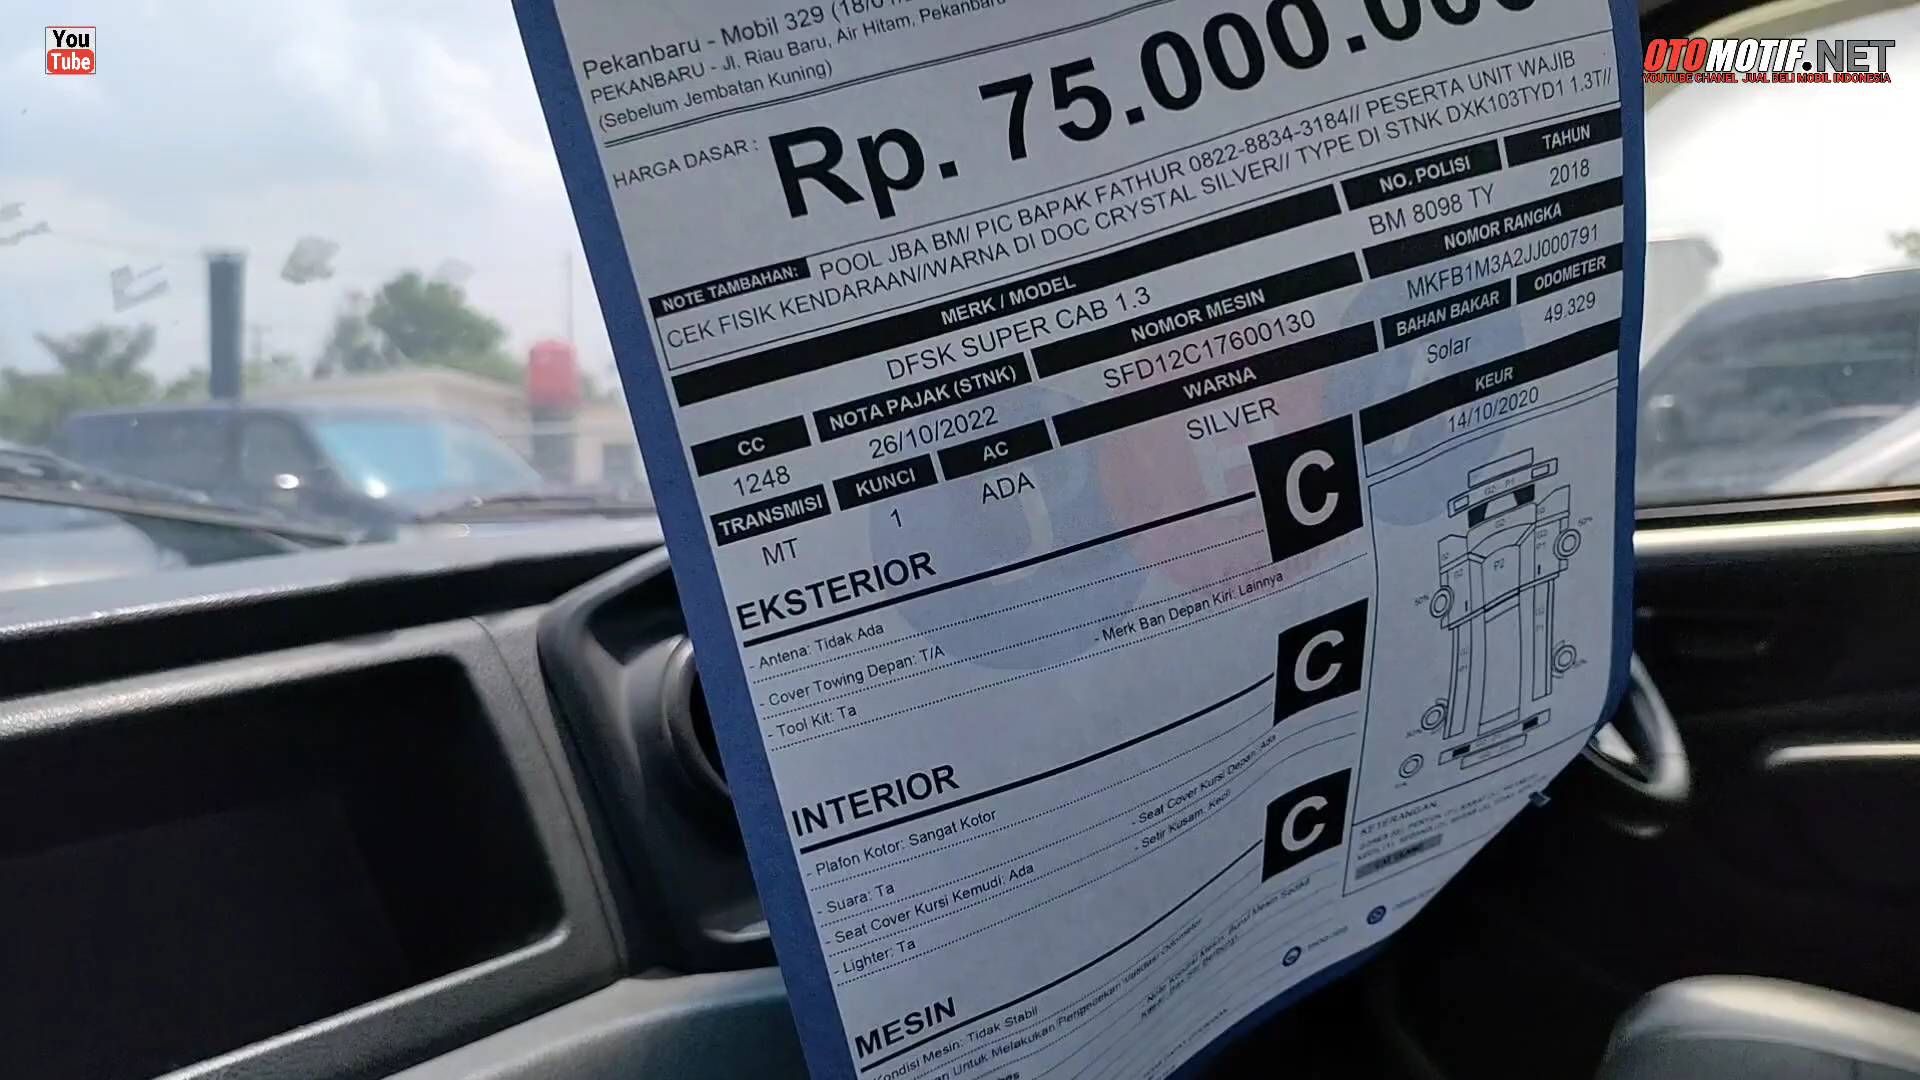 You
Tube
OTOMOTIF.NET
YOUTUBE CHANEL JUAL BELI MOBIL INDONESIA
Pekanbaru - Mobil 329
PEKANBARU - Jl. Riau Baru, Air Hitam, Pekanbaru
(Sebelum Jembatan Kuning)
HARGA DASAR : Rp. 75.000.000
NOTE TAMBAHAN: POOL JBA BM/ PIC BAPAK FATHUR 0822-8834-3184// PESERTA UNIT WAJIB
CEK FISIK KENDARAAN//WARNA DI DOC CRYSTAL SILVER// TYPE DI STNK DXK103TYD1 1.3T//
MERK / MODEL NO. POLISI TAHUN
DFSK SUPER CAB 1.3 BM 8098 TY 2018
NOTA PAJAK (STNK) NOMOR MESIN NOMOR RANGKA
26/10/2022 SFD12C17600130 MKFB1M3A2JJ000791
CC WARNA BAHAN BAKAR ODOMETER
1248 SILVER Solar 49.329
TRANSMISI KUNCI AC KEUR
MT 1 ADA 14/10/2020
EKSTERIOR C
- Antena: Tidak Ada
- Cover Towing Depan: T/A - Merk Ban Depan Kiri: Lainnya
- Tool Kit: Ta
INTERIOR C
- Plafon Kotor: Sangat Kotor - Seat Cover Kursi Depan: Ada
- Suara: Ta - Setir Kusam: Kecil
- Seat Cover Kursi Kemudi: Ada
- Lighter: Ta
MESIN C
Kondisi Mesin: Tidak Stabil
Untuk Melakukan Pengecekan Validasi Odometer
KETERANGAN